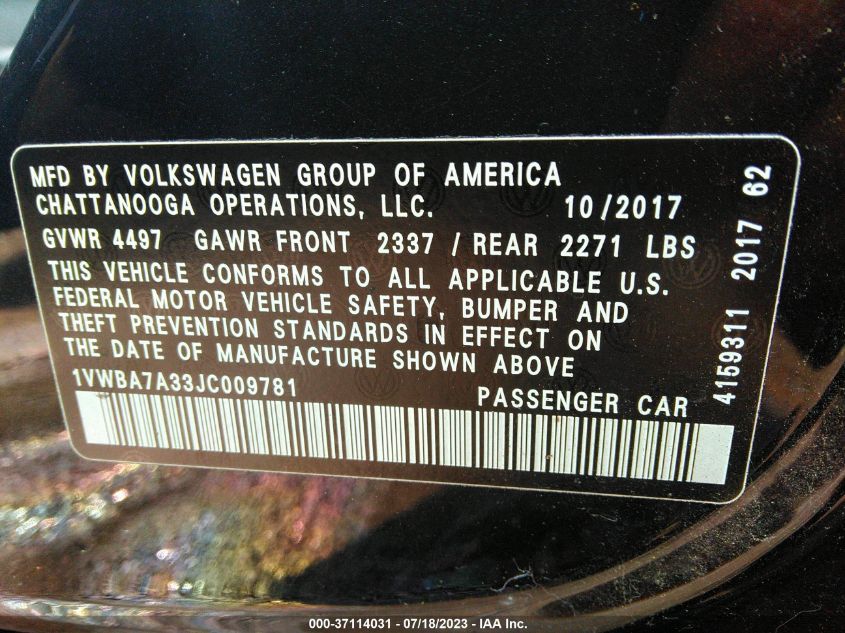 MFD BY VOLKSWAGEN GROUP OF AMERICA
CHATTANOOGA OPERATIONS, LLC. 10/2017
GVWR 4497 GAWR FRONT 2337 / REAR 2271 LBS
THIS VEHICLE CONFORMS TO ALL APPLICABLE U.S.
FEDERAL MOTOR VEHICLE SAFETY, BUMPER AND
THEFT PREVENTION STANDARDS IN EFFECT ON
THE DATE OF MANUFACTURE SHOWN ABOVE
1VWBA7A33JC009781 PASSENGER CAR
4159311 2017 62
000-37114031 - 07/18/2023 - IAA Inc.